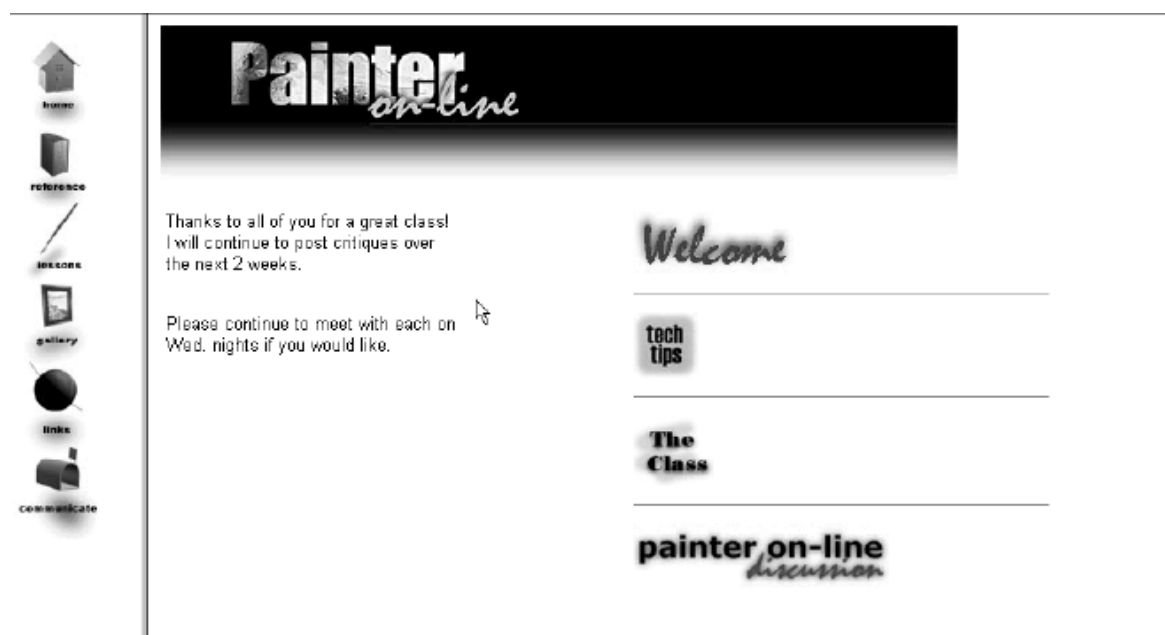 Painter
on-line
home
reference
lessons
gallery
links
communicate
Thanks to all of you for a great class!
I will continue to post critiques over
the next 2 weeks.
Please continue to meet with each on
Wed. nights if you would like.
Welcome
tech
tips
The
Class
painter on-line
discussion